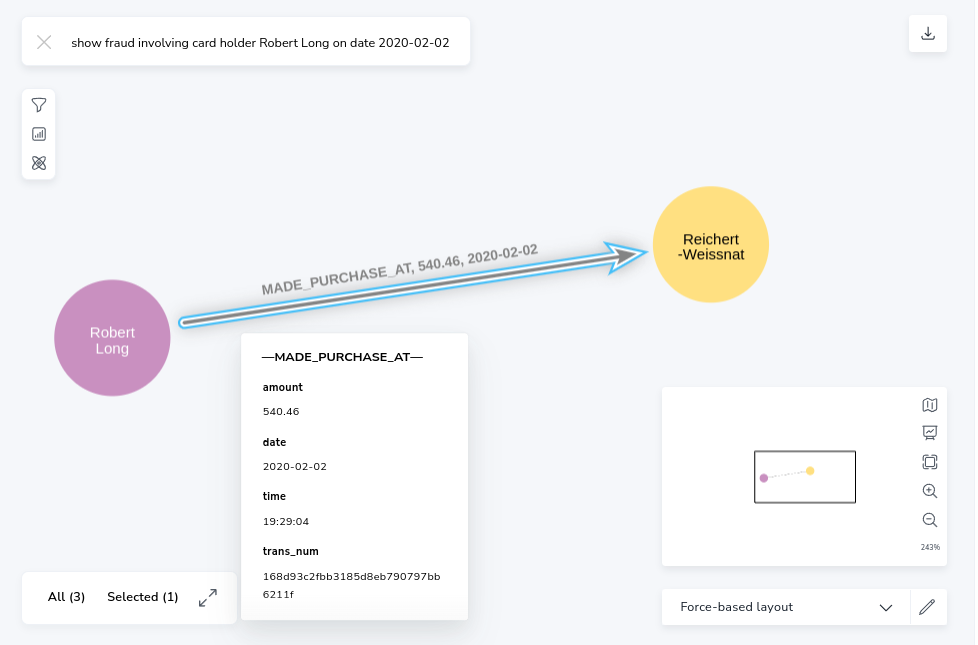 show fraud involving card holder Robert Long on date 2020-02-02
Reichert
-Weissnat
MADE_PURCHASE_AT, 540.46, 2020-02-02
Robert
Long
—MADE_PURCHASE_AT—
amount
540.46
date
2020-02-02
time
19:29:04
trans_num
168d93c2fbb3185d8eb790797bb
6211f
243%
All (3) Selected (1)
Force-based layout